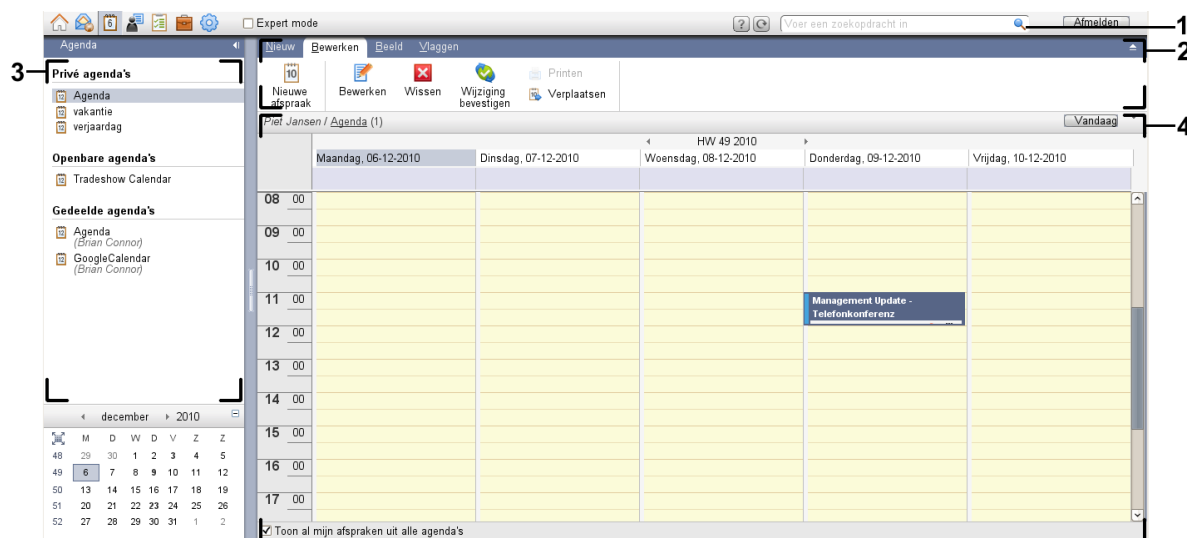 Expert mode
Voer een zoekopdracht in
Afmelden
1
Agenda
Nieuw Bewerken Beeld Vlaggen
2
3
Privé agenda's
Agenda
vakantie
verjaardag
Openbare agenda's
Tradeshow Calendar
Gedeelde agenda's
Agenda
(Brian Connor)
GoogleCalendar
(Brian Connor)
10
Nieuwe afspraak
Bewerken
Wissen
Wijziging bevestigen
Printen
Verplaatsen
Piet Jansen / Agenda (1)
Vandaag
4
HW 49 2010
Maandag, 06-12-2010 Dinsdag, 07-12-2010 Woensdag, 08-12-2010 Donderdag, 09-12-2010 Vrijdag, 10-12-2010
08 00
09 00
10 00
11 00
Management Update -
Telefonkonferenz
12 00
13 00
14 00
15 00
16 00
17 00
december 2010
M D W D V Z Z
48 29 30 1 2 3 4 5
49 6 7 8 9 10 11 12
50 13 14 15 16 17 18 19
51 20 21 22 23 24 25 26
52 27 28 29 30 31 1 2
Toon al mijn afspraken uit alle agenda's